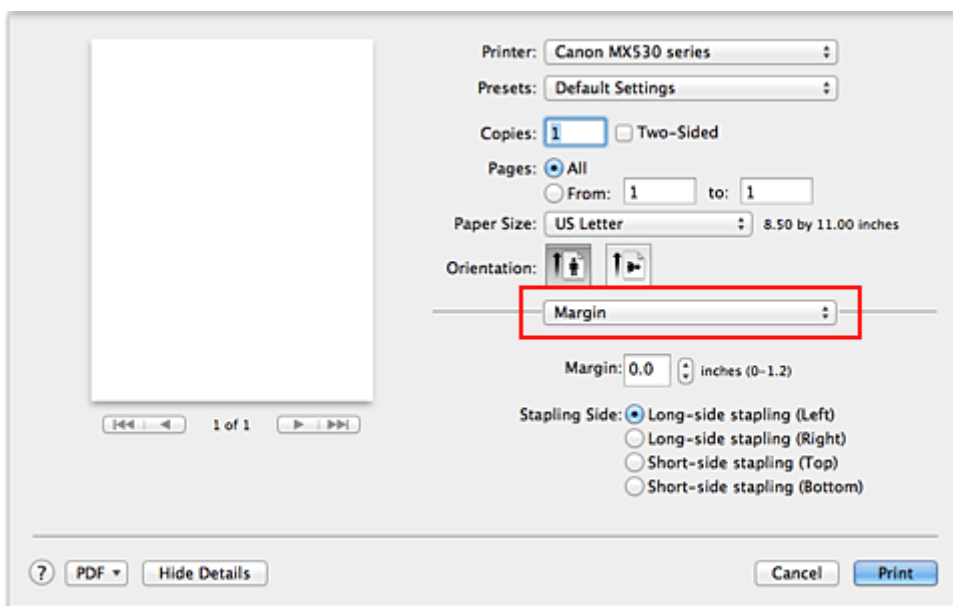 Printer: Canon MX530 series
Presets: Default Settings
Copies: 1 Two-Sided
Pages: All
From: 1 to: 1
Paper Size: US Letter 8.50 by 11.00 inches
Orientation:
Margin
Margin: 0.0 inches (0-1.2)
1 of 1
Stapling Side: Long-side stapling (Left)
Long-side stapling (Right)
Short-side stapling (Top)
Short-side stapling (Bottom)
? PDF Hide Details Cancel Print